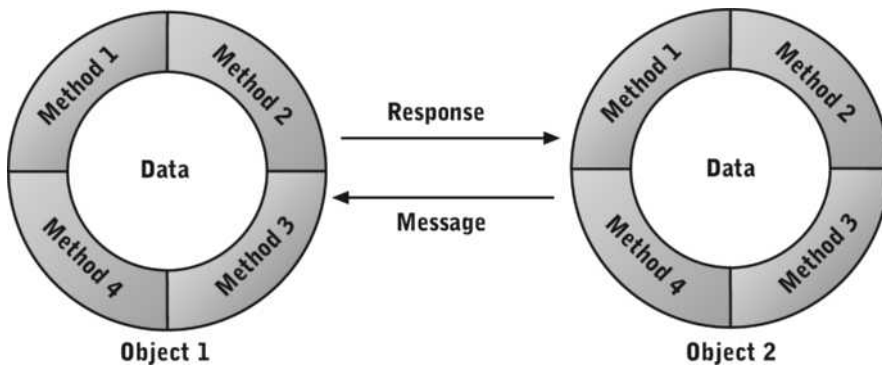 Method 1
Method 2
Data
Method 4
Method 3
Object 1
Response
Message
Method 1
Method 2
Data
Method 4
Method 3
Object 2